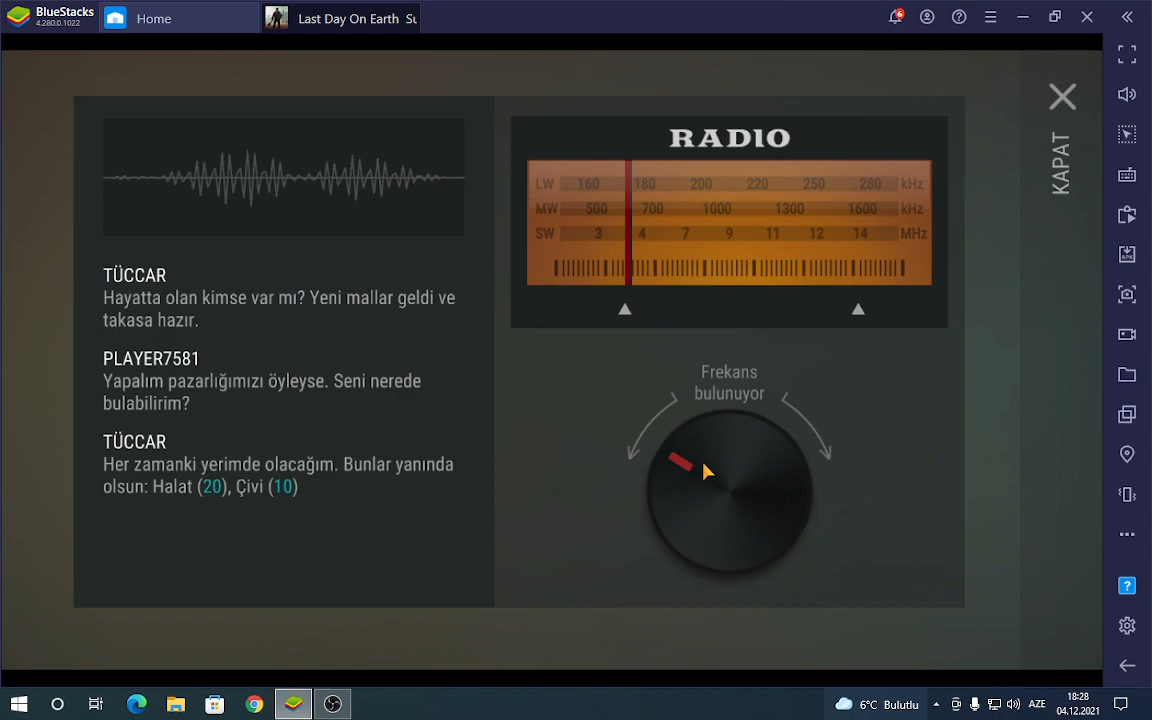 BlueStacks
4.280.0.1022
Home
Last Day On Earth Su
6
KAPAT
RADIO
LW 160 180 200 220 250 280 kHz
MW 500 700 1000 1300 1600 kHz
SW 3 4 7 9 11 12 14 MHz
TÜCCAR
Hayatta olan kimse var mı? Yeni mallar geldi ve
takasa hazır.
PLAYER7581
Yapalım pazarlığımızı öyleyse. Seni nerede
bulabilirim?
TÜCCAR
Her zamanki yerimde olacağım. Bunlar yanında
olsun: Halat (20), Çivi (10)
Frekans
bulunuyor
APK
6°C Bulutlu
AZE
18:28
04.12.2021